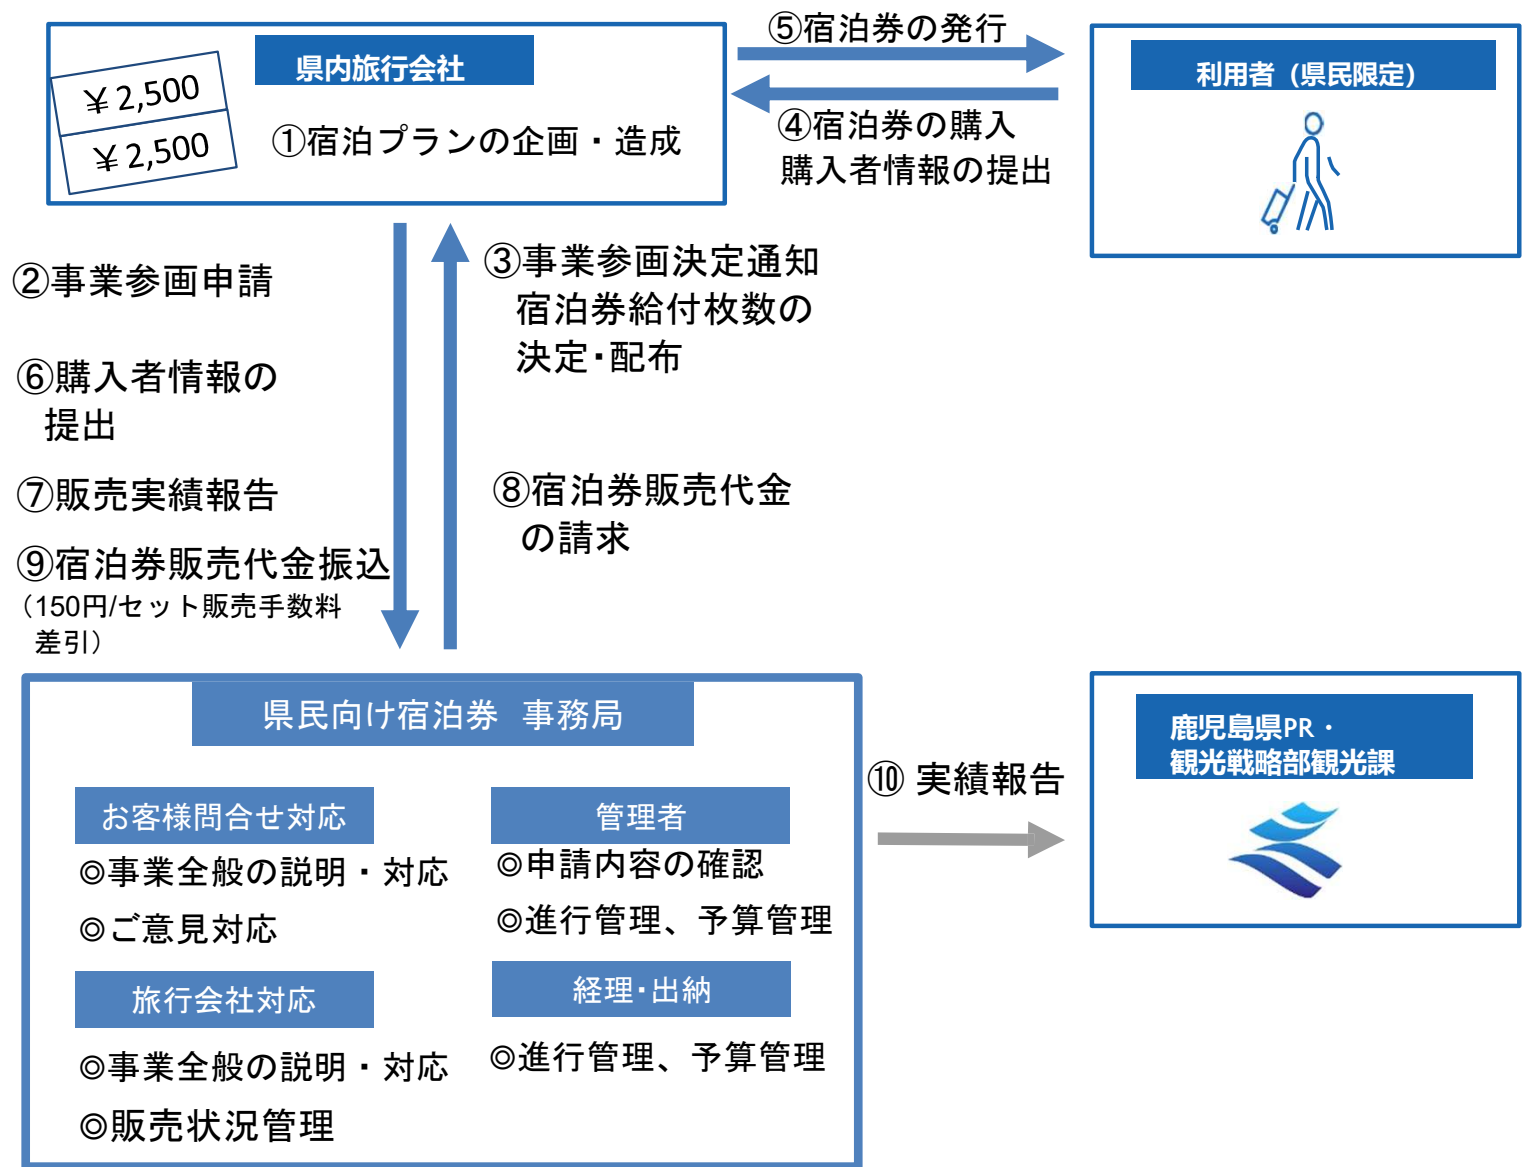 県内旅行会社
￥2,500
￥2,500
①宿泊プランの企画・造成
⑤宿泊券の発行
④宿泊券の購入
購入者情報の提出
利用者（県民限定）
②事業参画申請
③事業参画決定通知
宿泊券給付枚数の
決定・配布
⑥購入者情報の
提出
⑦販売実績報告
⑧宿泊券販売代金
の請求
⑨宿泊券販売代金振込
（150円/セット販売手数料
差引）
県民向け宿泊券　事務局
お客様問合せ対応
◎事業全般の説明・対応
◎ご意見対応
管理者
◎申請内容の確認
◎進行管理、予算管理
旅行会社対応
◎事業全般の説明・対応
◎販売状況管理
経理・出納
◎進行管理、予算管理
⑩ 実績報告
鹿児島県PR・
観光戦略部観光課